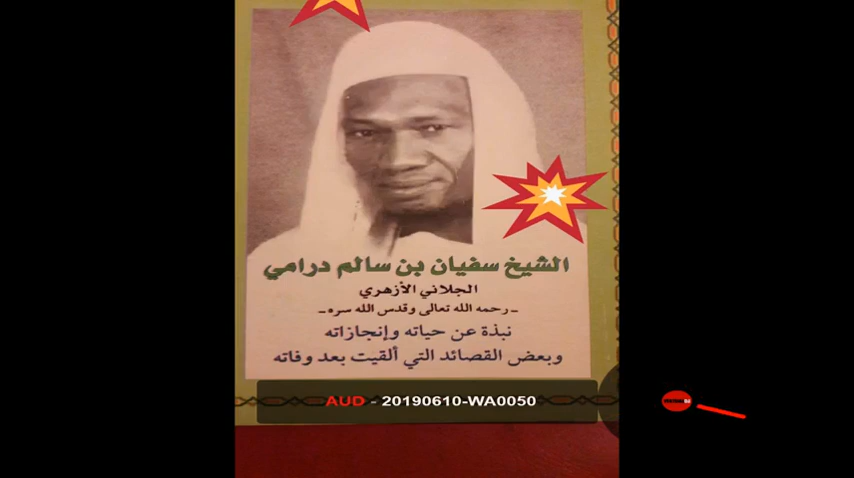 الشيخ سفيان بن سالم درامي
الجلاني الأزهري
ـ رحمه الله تعالى وقدس الله سره ـ
نبذة عن حياته وإنجازاته
وبعض القصائد التي ألقيت بعد وفاته
AUD - 20190610-WA0050